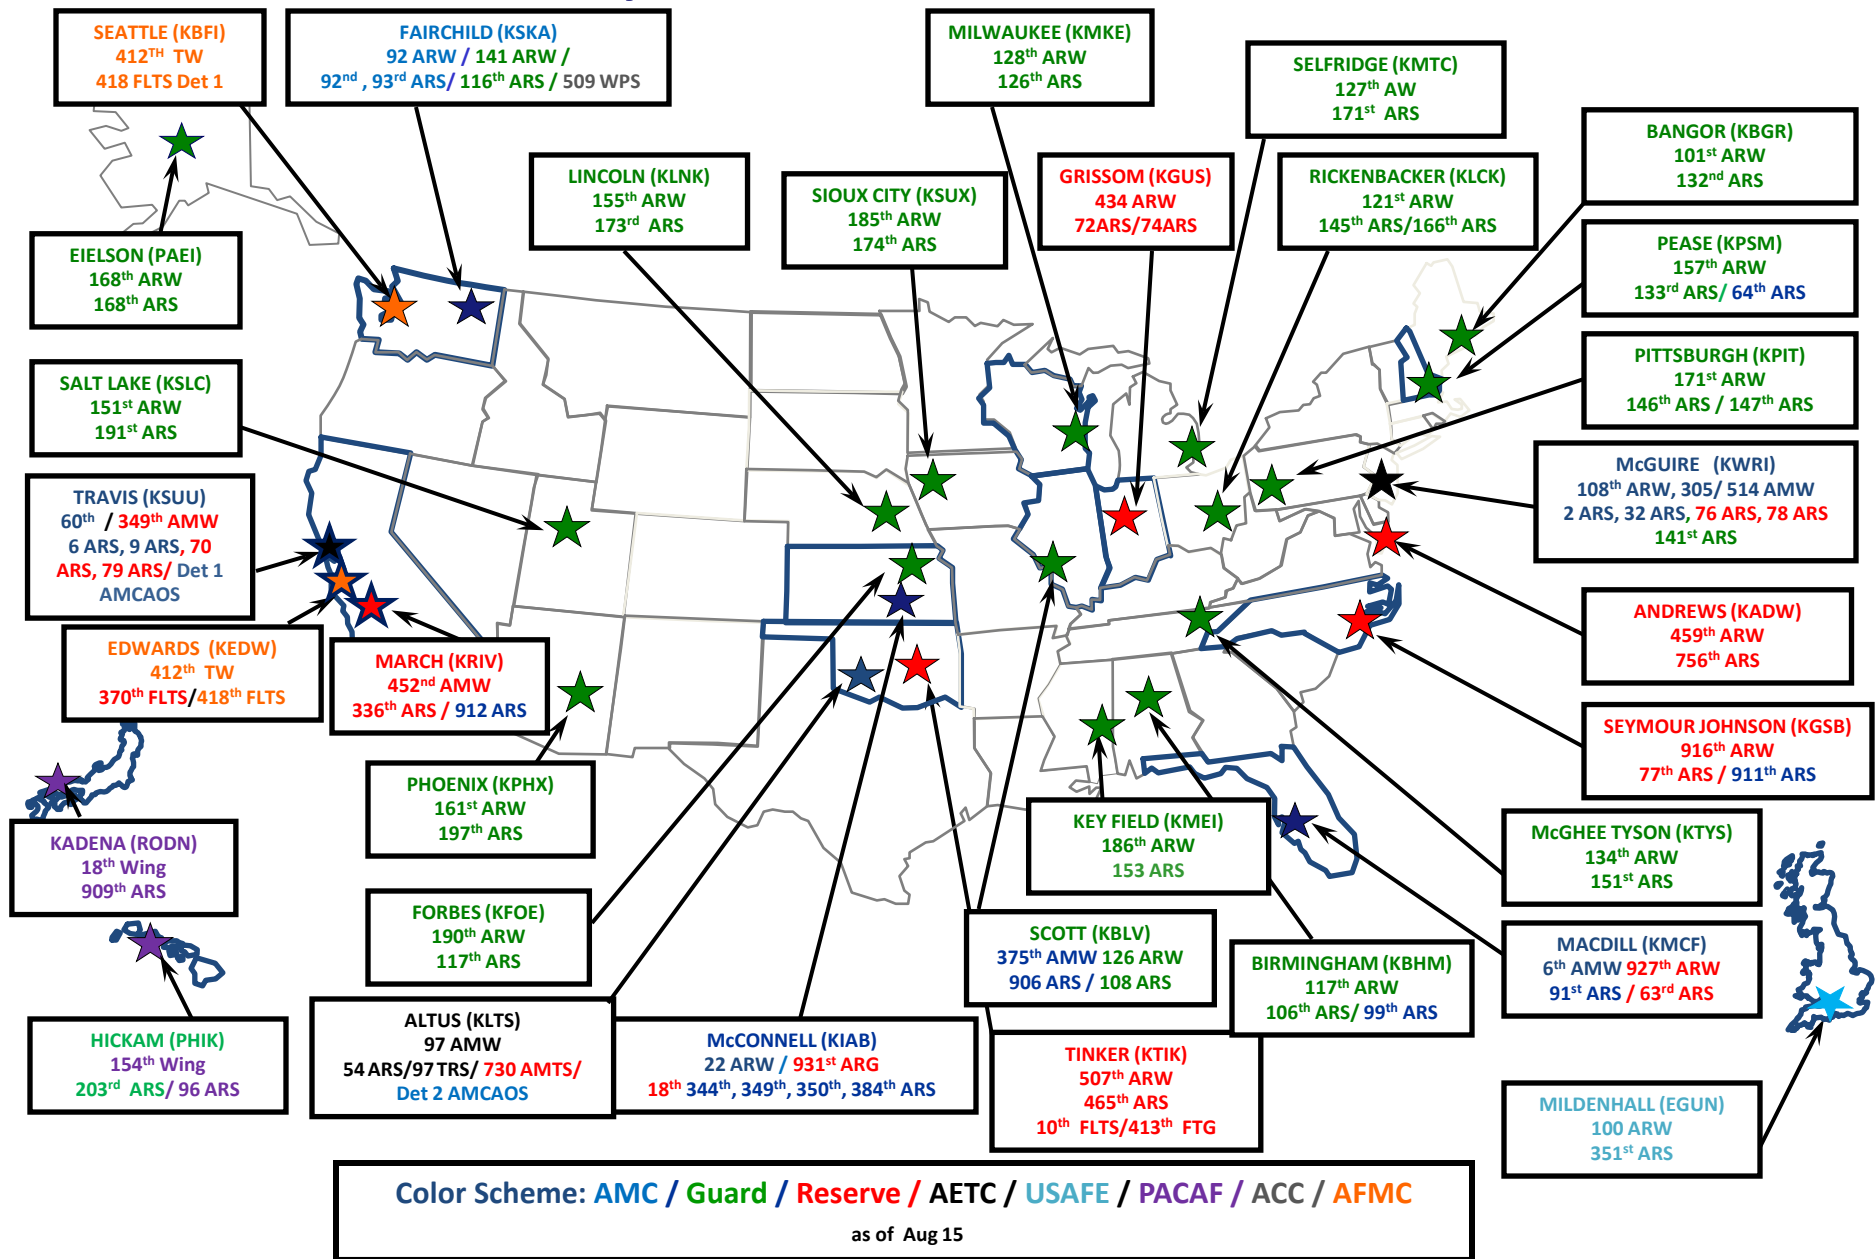 SEATTLE (KBFI)
412TH TW
418 FLTS Det 1
FAIRCHILD (KSKA)
92 ARW / 141 ARW /
92nd , 93rd ARS/ 116th ARS / 509 WPS
MILWAUKEE (KMKE)
128th ARW
126th ARS
SELFRIDGE (KMTC)
127th AW
171st ARS
BANGOR (KBGR)
101st ARW
132nd ARS
LINCOLN (KLNK)
155th ARW
173rd ARS
SIOUX CITY (KSUX)
185th ARW
174th ARS
GRISSOM (KGUS)
434 ARW
72ARS/74ARS
RICKENBACKER (KLCK)
121st ARW
145th ARS/166th ARS
EIELSON (PAEI)
168th ARW
168th ARS
PEASE (KPSM)
157th ARW
133rd ARS/ 64th ARS
SALT LAKE (KSLC)
151st ARW
191st ARS
PITTSBURGH (KPIT)
171st ARW
146th ARS / 147th ARS
TRAVIS (KSUU)
60th / 349th AMW
6 ARS, 9 ARS, 70
ARS, 79 ARS/ Det 1
AMCAOS
McGUIRE (KWRI)
108th ARW, 305/ 514 AMW
2 ARS, 32 ARS, 76 ARS, 78 ARS
141st ARS
EDWARDS (KEDW)
412th TW
370th FLTS/418th FLTS
MARCH (KRIV)
452nd AMW
336th ARS / 912 ARS
ANDREWS (KADW)
459th ARW
756th ARS
SEYMOUR JOHNSON (KGSB)
916th ARW
77th ARS / 911th ARS
PHOENIX (KPHX)
161st ARW
197th ARS
KADENA (RODN)
18th Wing
909th ARS
KEY FIELD (KMEI)
186th ARW
153 ARS
McGHEE TYSON (KTYS)
134th ARW
151st ARS
FORBES (KFOE)
190th ARW
117th ARS
SCOTT (KBLV)
375th AMW 126 ARW
906 ARS / 108 ARS
BIRMINGHAM (KBHM)
117th ARW
106th ARS/ 99th ARS
MACDILL (KMCF)
6th AMW 927th ARW
91st ARS / 63rd ARS
HICKAM (PHIK)
154th Wing
203rd ARS/ 96 ARS
ALTUS (KLTS)
97 AMW
54 ARS/97 TRS/ 730 AMTS/
Det 2 AMCAOS
McCONNELL (KIAB)
22 ARW / 931st ARG
18th 344th, 349th, 350th, 384th ARS
TINKER (KTIK)
507th ARW
465th ARS
10th FLTS/413th FTG
MILDENHALL (EGUN)
100 ARW
351st ARS
Color Scheme: AMC / Guard / Reserve / AETC / USAFE / PACAF / ACC / AFMC
as of Aug 15